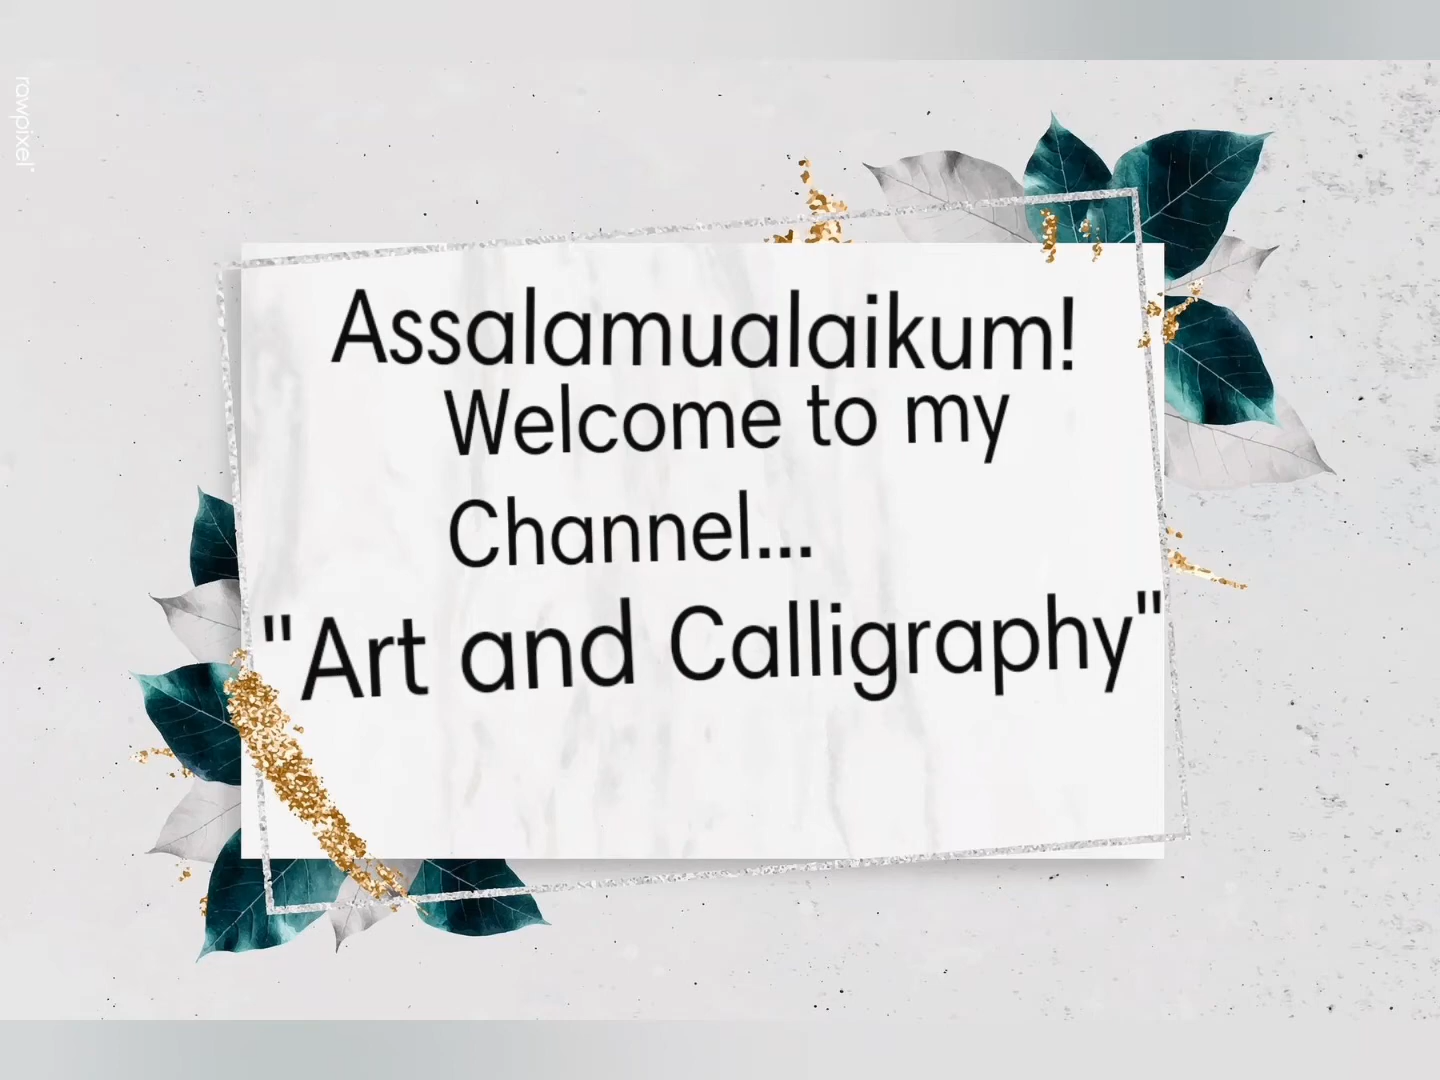 rawpixel
Assalamualaikum!
Welcome to my
Channel...
"Art and Calligraphy"